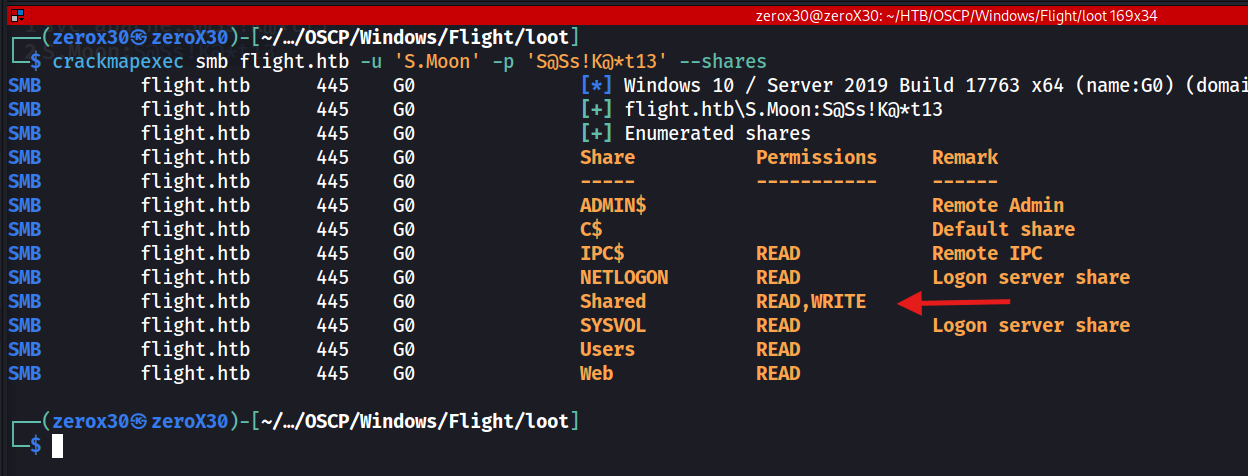 zerox30@zeroX30: ~/HTB/OSCP/Windows/Flight/loot 169x34
┌──(zerox30㉿zeroX30)-[~/…/OSCP/Windows/Flight/loot]
└─$ crackmapexec smb flight.htb -u 'S.Moon' -p 'S@Ss!K@*t13' --shares
SMB flight.htb 445 G0 [*] Windows 10 / Server 2019 Build 17763 x64 (name:G0) (domai
SMB flight.htb 445 G0 [+] flight.htb\S.Moon:S@Ss!K@*t13
SMB flight.htb 445 G0 [+] Enumerated shares
SMB flight.htb 445 G0 Share Permissions Remark
SMB flight.htb 445 G0 ----- ----------- ------
SMB flight.htb 445 G0 ADMIN$ Remote Admin
SMB flight.htb 445 G0 C$ Default share
SMB flight.htb 445 G0 IPC$ READ Remote IPC
SMB flight.htb 445 G0 NETLOGON READ Logon server share
SMB flight.htb 445 G0 Shared READ,WRITE
SMB flight.htb 445 G0 SYSVOL READ Logon server share
SMB flight.htb 445 G0 Users READ
SMB flight.htb 445 G0 Web READ
┌──(zerox30㉿zeroX30)-[~/…/OSCP/Windows/Flight/loot]
└─$